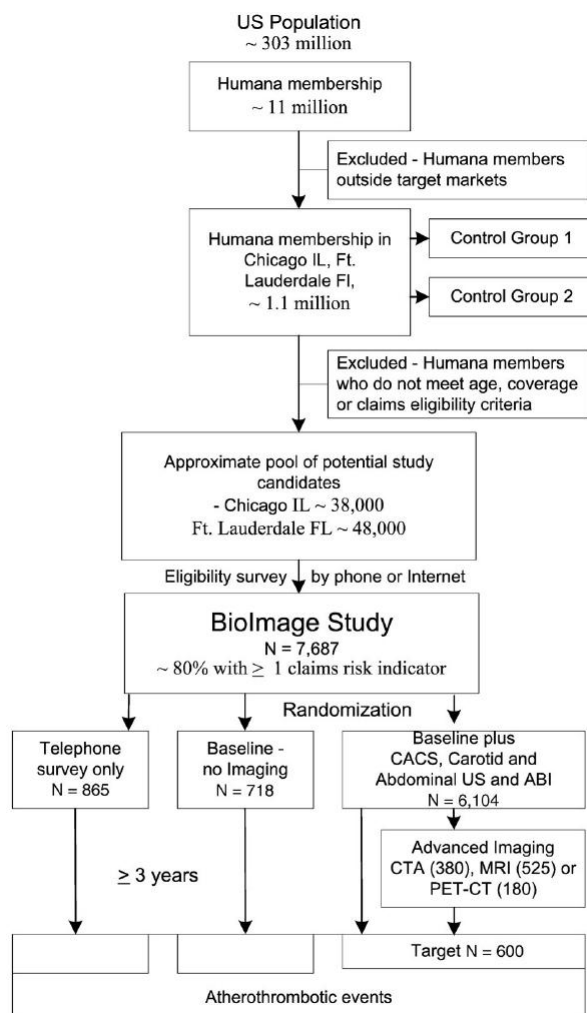 US Population
~ 303 million
Humana membership
~ 11 million
Excluded - Humana members
outside target markets
Humana membership in
Chicago IL, Ft.
Lauderdale Fl,
~ 1.1 million
Control Group 1
Control Group 2
Excluded - Humana members
who do not meet age, coverage
or claims eligibility criteria
Approximate pool of potential study
candidates
- Chicago IL ~ 38,000
Ft. Lauderdale FL ~ 48,000
Eligibility survey by phone or Internet
BioImage Study
N = 7,687
~ 80% with ≥ 1 claims risk indicator
Randomization
Telephone
survey only
N = 865
Baseline -
no Imaging
N = 718
Baseline plus
CACS, Carotid and
Abdominal US and ABI
N = 6,104
Advanced Imaging
CTA (380), MRI (525) or
PET-CT (180)
≥ 3 years
Target N = 600
Atherothrombotic events